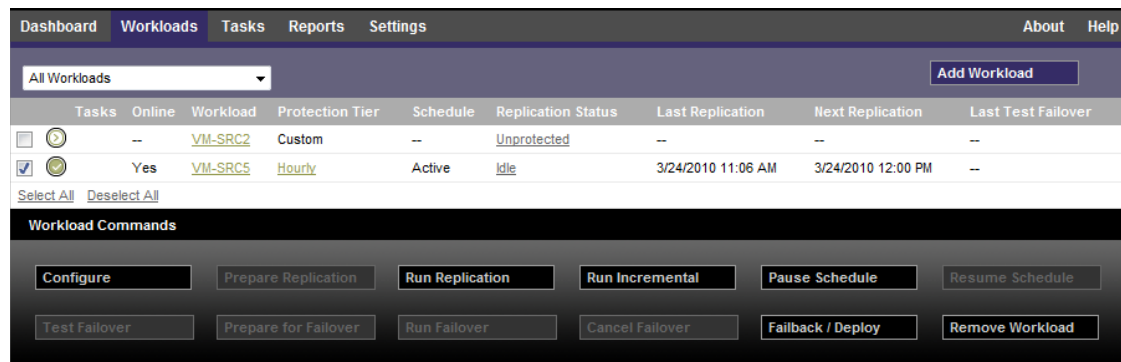 Dashboard Workloads Tasks Reports Settings About Help
All Workloads Add Workload
Tasks Online Workload Protection Tier Schedule Replication Status Last Replication Next Replication Last Test Failover
-- VM-SRC2 Custom -- Unprotected -- -- --
Yes VM-SRC5 Hourly Active Idle 3/24/2010 11:06 AM 3/24/2010 12:00 PM --
Select All Deselect All
Workload Commands
Configure Prepare Replication Run Replication Run Incremental Pause Schedule Resume Schedule
Test Failover Prepare for Failover Run Failover Cancel Failover Failback / Deploy Remove Workload